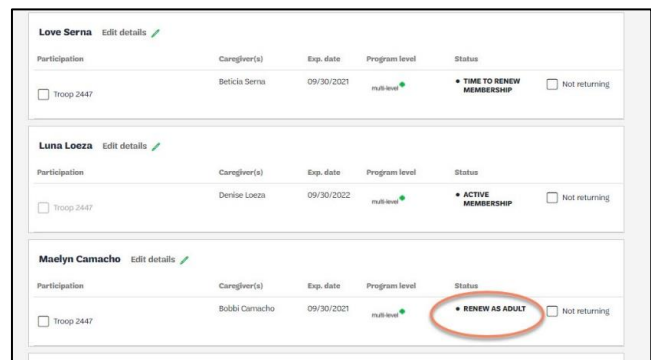 Love Serna Edit details
Participation Caregiver(s) Exp. date Program level Status
Troop 2447 Beticia Serna 09/30/2021 multi-level • TIME TO RENEW MEMBERSHIP Not returning
Luna Loeza Edit details
Participation Caregiver(s) Exp. date Program level Status
Troop 2447 Denise Loeza 09/30/2022 multi-level • ACTIVE MEMBERSHIP Not returning
Maelyn Camacho Edit details
Participation Caregiver(s) Exp. date Program level Status
Troop 2447 Bobbi Camacho 09/30/2021 multi-level • RENEW AS ADULT Not returning